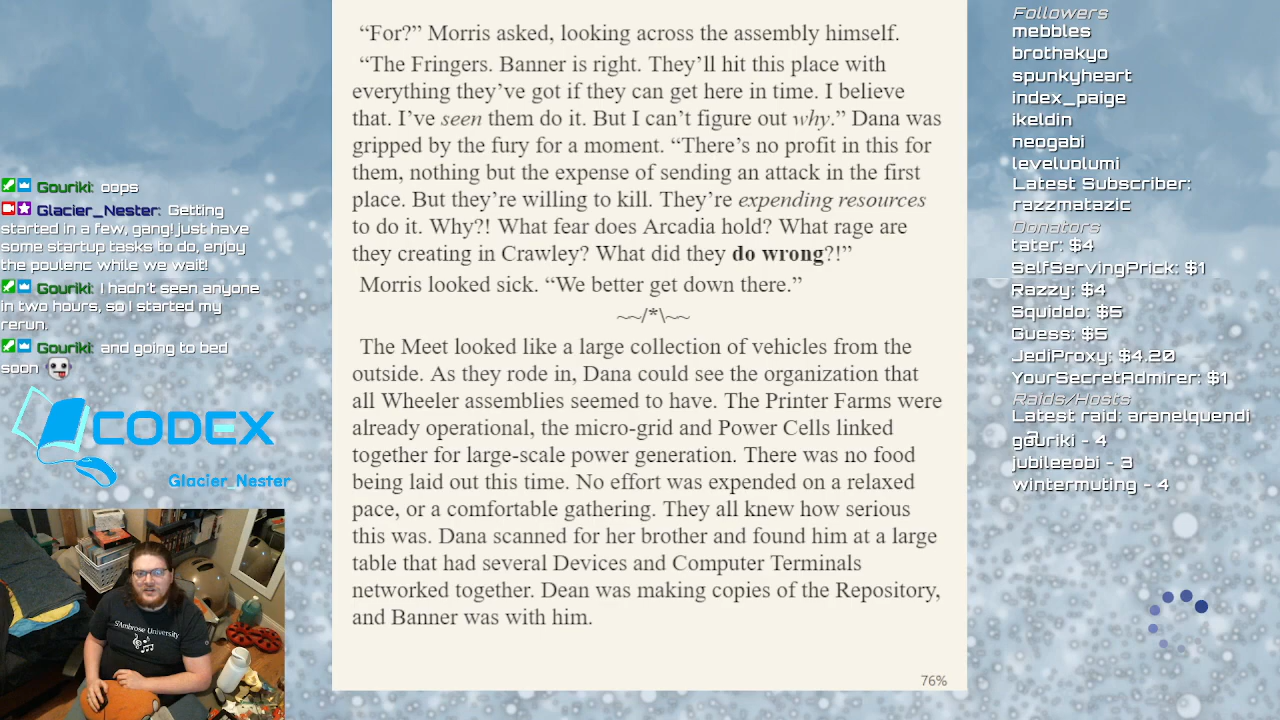 “For?” Morris asked, looking across the assembly himself.
“The Fringers. Banner is right. They’ll hit this place with
everything they’ve got if they can get here in time. I believe
that. I’ve seen them do it. But I can’t figure out why.” Dana was
gripped by the fury for a moment. “There’s no profit in this for
them, nothing but the expense of sending an attack in the first
place. But they’re willing to kill. They’re expending resources
to do it. Why?! What fear does Arcadia hold? What rage are
they creating in Crawley? What did they do wrong?!”
Morris looked sick. “We better get down there.”
~~/*\~~
The Meet looked like a large collection of vehicles from the
outside. As they rode in, Dana could see the organization that
all Wheeler assemblies seemed to have. The Printer Farms were
already operational, the micro-grid and Power Cells linked
together for large-scale power generation. There was no food
being laid out this time. No effort was expended on a relaxed
pace, or a comfortable gathering. They all knew how serious
this was. Dana scanned for her brother and found him at a large
table that had several Devices and Computer Terminals
networked together. Dean was making copies of the Repository,
and Banner was with him.
76%
Gouriki: oops
Glacier_Nester: Getting
started in a few, gang! just have
some startup tasks to do, enjoy
the poulenc while we wait!
Gouriki: I hadn't seen anyone
in two hours, so I started my
rerun.
Gouriki: and going to bed
soon
CODEX
Glacier_Nester
St. Ambrose University
Followers
mebbles
brothakyo
spunkyheart
index_paige
ikeldin
neogabi
leveluplumi
Latest Subscriber:
razzmatazic
Donators
tater: $4
SelfServingPrick: $1
Razzy: $4
Squiddo: $5
Guess: $5
JediProxy: $4.20
YourSecretAdmirer: $1
Raids/Hosts
Latest raid: aranelquendi
gouriki - 4
jubileeobi - 3
wintermuting - 4